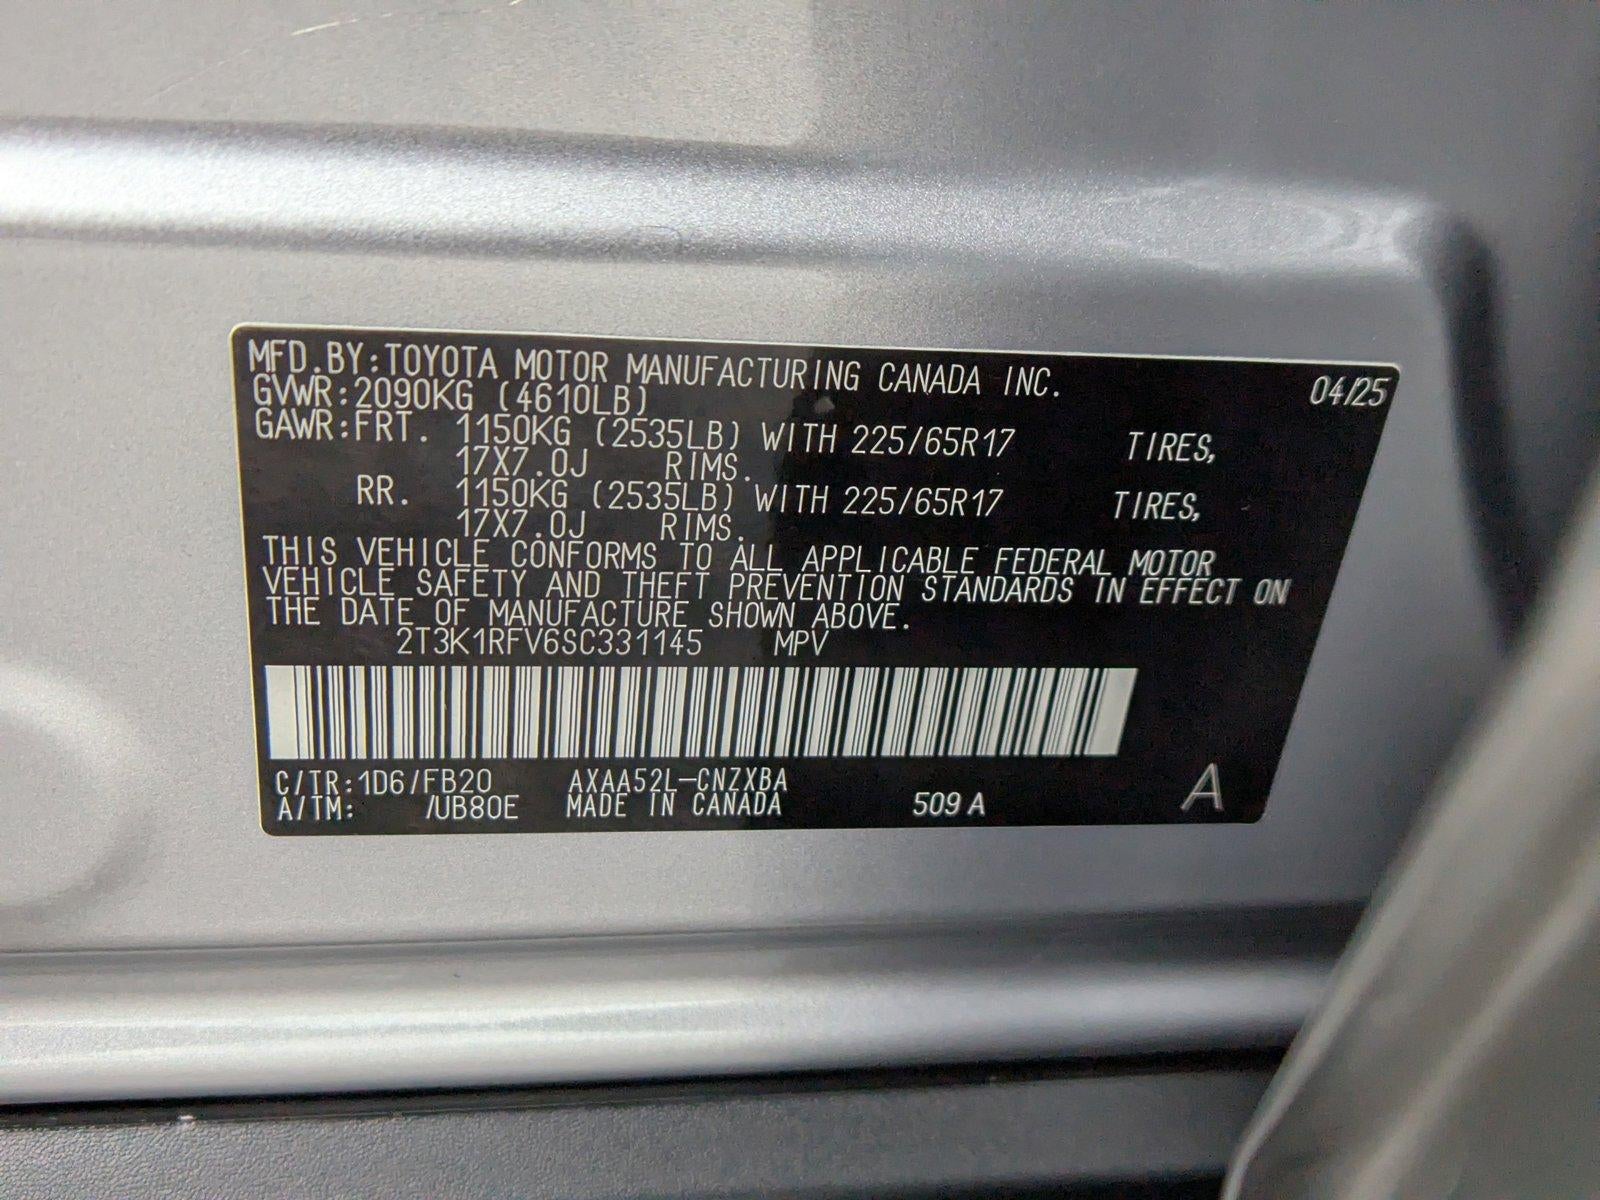 MFD.BY:TOYOTA MOTOR MANUFACTURING CANADA INC. 04/25
GVWR:2090KG (4610LB)
GAWR:FRT. 1150KG (2535LB) WITH 225/65R17 TIRES,
17X7.0J RIMS.
RR. 1150KG (2535LB) WITH 225/65R17 TIRES,
17X7.0J RIMS.
THIS VEHICLE CONFORMS TO ALL APPLICABLE FEDERAL MOTOR
VEHICLE SAFETY AND THEFT PREVENTION STANDARDS IN EFFECT ON
THE DATE OF MANUFACTURE SHOWN ABOVE.
2T3K1RFV6SC331145 MPV
C/TR:1D6/FB20 AXAA52L-CNZXBA
A/TM: /UB80E MADE IN CANADA 509 A A